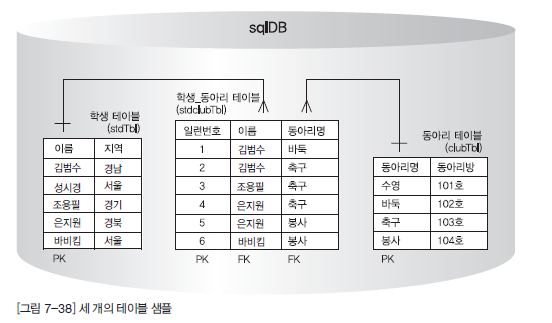 sqlDB
학생 테이블
(stdTbl)
이름 지역
김범수 경남
성시경 서울
조용필 경기
은지원 경북
바비킴 서울
PK
학생_동아리 테이블
(stdclubTbl)
일련번호 이름 동아리명
1 김범수 바둑
2 김범수 축구
3 조용필 축구
4 은지원 축구
5 은지원 봉사
6 바비킴 봉사
PK FK FK
동아리 테이블
(clubTbl)
동아리명 동아리방
수영 101호
바둑 102호
축구 103호
봉사 104호
PK
[그림 7-38] 세 개의 테이블 샘플